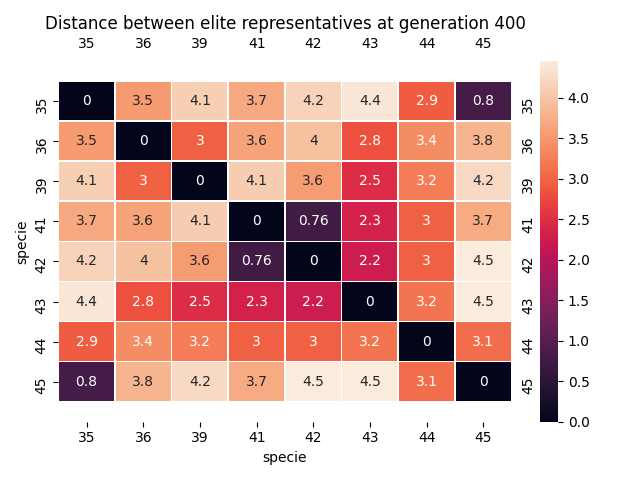 Distance between elite representatives at generation 400
35 36 39 41 42 43 44 45
35 0 3.5 4.1 3.7 4.2 4.4 2.9 0.8 35
36 3.5 0 3 3.6 4 2.8 3.4 3.8 36
39 4.1 3 0 4.1 3.6 2.5 3.2 4.2 39
41 3.7 3.6 4.1 0 0.76 2.3 3 3.7 41
42 4.2 4 3.6 0.76 0 2.2 3 4.5 42
43 4.4 2.8 2.5 2.3 2.2 0 3.2 4.5 43
44 2.9 3.4 3.2 3 3 3.2 0 3.1 44
45 0.8 3.8 4.2 3.7 4.5 4.5 3.1 0 45
35 36 39 41 42 43 44 45
specie
specie
4.0
3.5
3.0
2.5
2.0
1.5
1.0
0.5
0.0